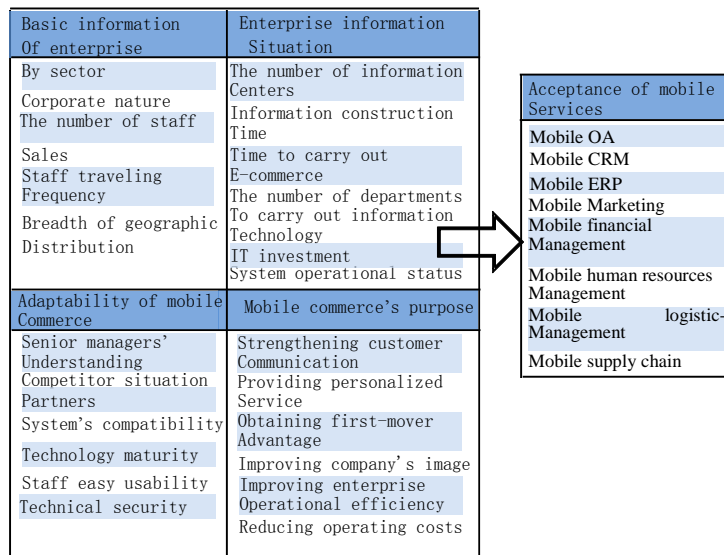 Basic information
Of enterprise
By sector
Corporate nature
The number of staff
Sales
Staff traveling
Frequency
Breadth of geographic
Distribution
Enterprise information
Situation
The number of information
Centers
Information construction
Time
Time to carry out
E-commerce
The number of departments
To carry out information
Technology
IT investment
System operational status
Adaptability of mobile
Commerce
Senior managers'
Understanding
Competitor situation
Partners
System's compatibility
Technology maturity
Staff easy usability
Technical security
Mobile commerce's purpose
Strengthening customer
Communication
Providing personalized
Service
Obtaining first-mover
Advantage
Improving company's image
Improving enterprise
Operational efficiency
Reducing operating costs
Acceptance of mobile
Services
Mobile OA
Mobile CRM
Mobile ERP
Mobile Marketing
Mobile financial
Management
Mobile human resources
Management
Mobile logistic-
Management
Mobile supply chain